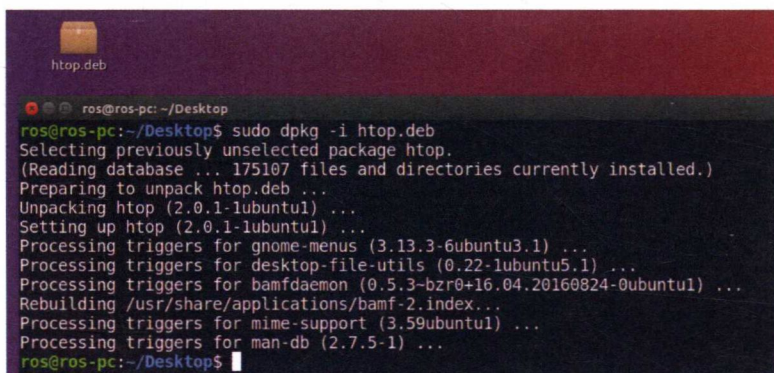 htop.deb
ros@ros-pc: ~/Desktop
ros@ros-pc:~/Desktop$ sudo dpkg -i htop.deb
Selecting previously unselected package htop.
(Reading database ... 175107 files and directories currently installed.)
Preparing to unpack htop.deb ...
Unpacking htop (2.0.1-1ubuntu1) ...
Setting up htop (2.0.1-1ubuntu1) ...
Processing triggers for gnome-menus (3.13.3-6ubuntu3.1) ...
Processing triggers for desktop-file-utils (0.22-1ubuntu5.1) ...
Processing triggers for bamfdaemon (0.5.3~bzr0+16.04.20160824-0ubuntu1) ...
Rebuilding /usr/share/applications/bamf-2.index...
Processing triggers for mime-support (3.59ubuntu1) ...
Processing triggers for man-db (2.7.5-1) ...
ros@ros-pc:~/Desktop$